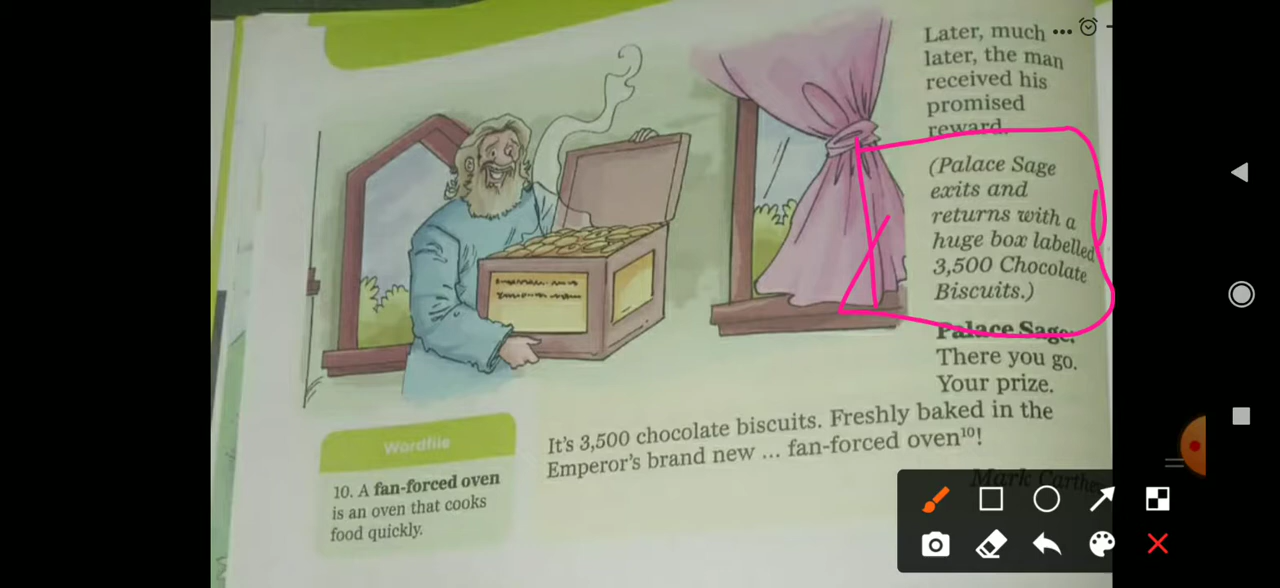 Later, much
later, the man
received his
promised
reward.
(Palace Sage
exits and
returns with a
huge box labelled
3,500 Chocolate
Biscuits.)
Palace Sage:
There you go.
Your prize.
It's 3,500 chocolate biscuits. Freshly baked in the
Emperor's brand new ... fan-forced oven¹⁰!
Mark Carthe
Wordfile
10. A fan-forced oven
is an oven that cooks
food quickly.